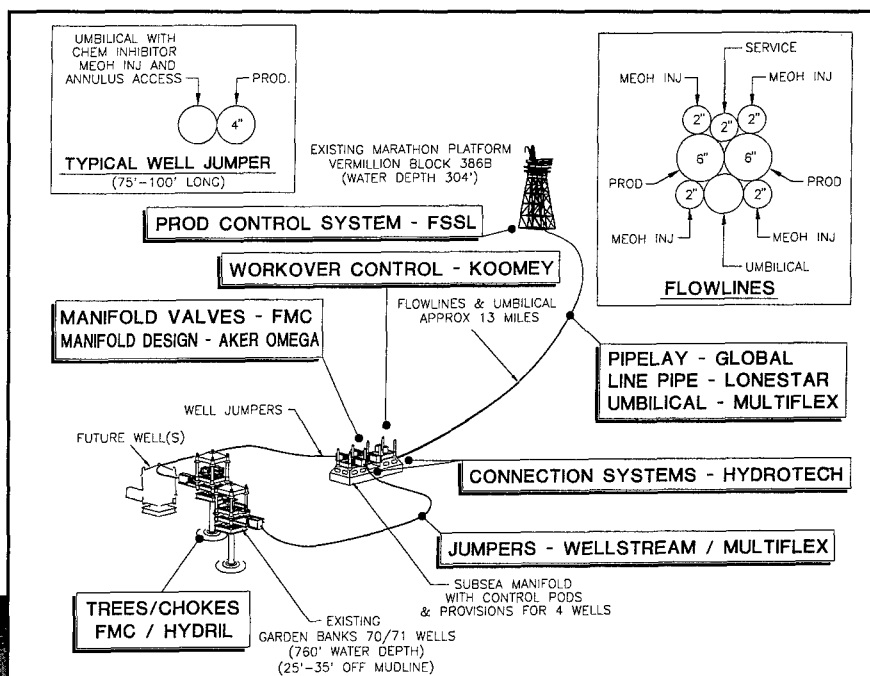 UMBILICAL WITH
CHEM INHIBITOR
MEOH INJ AND
ANNULUS ACCESS
PROD.
4"
TYPICAL WELL JUMPER
(75'-100' LONG)
EXISTING MARATHON PLATFORM
VERMILLION BLOCK 386B
(WATER DEPTH 304')
SERVICE
MEOH INJ
MEOH INJ
2"
2"
2"
6"
6"
PROD
PROD
2"
2"
MEOH INJ
MEOH INJ
UMBILICAL
FLOWLINES
PROD CONTROL SYSTEM - FSSL
WORKOVER CONTROL - KOOMEY
FLOWLINES & UMBILICAL
APPROX 13 MILES
MANIFOLD VALVES - FMC
MANIFOLD DESIGN - AKER OMEGA
PIPELAY - GLOBAL
LINE PIPE - LONESTAR
UMBILICAL - MULTIFLEX
WELL JUMPERS
FUTURE WELL(S)
CONNECTION SYSTEMS - HYDROTECH
JUMPERS - WELLSTREAM / MULTIFLEX
SUBSEA MANIFOLD
WITH CONTROL PODS
& PROVISIONS FOR 4 WELLS
TREES/CHOKES
FMC / HYDRIL
EXISTING
GARDEN BANKS 70/71 WELLS
(760' WATER DEPTH)
(25'-35' OFF MUDLINE)